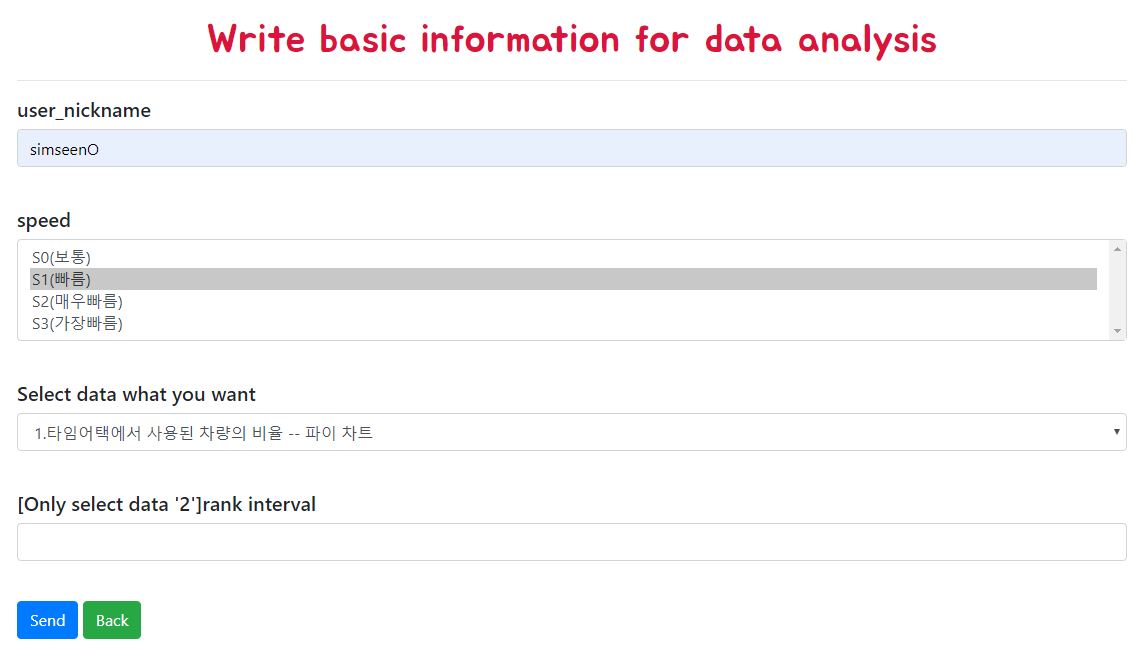 Write basic information for data analysis
user_nickname
simseenO
speed
S0(보통)
S1(빠름)
S2(매우빠름)
S3(가장빠름)
Select data what you want
1.타임어택에서 사용된 차량의 비율 -- 파이 차트
[Only select data '2']rank interval
Send Back